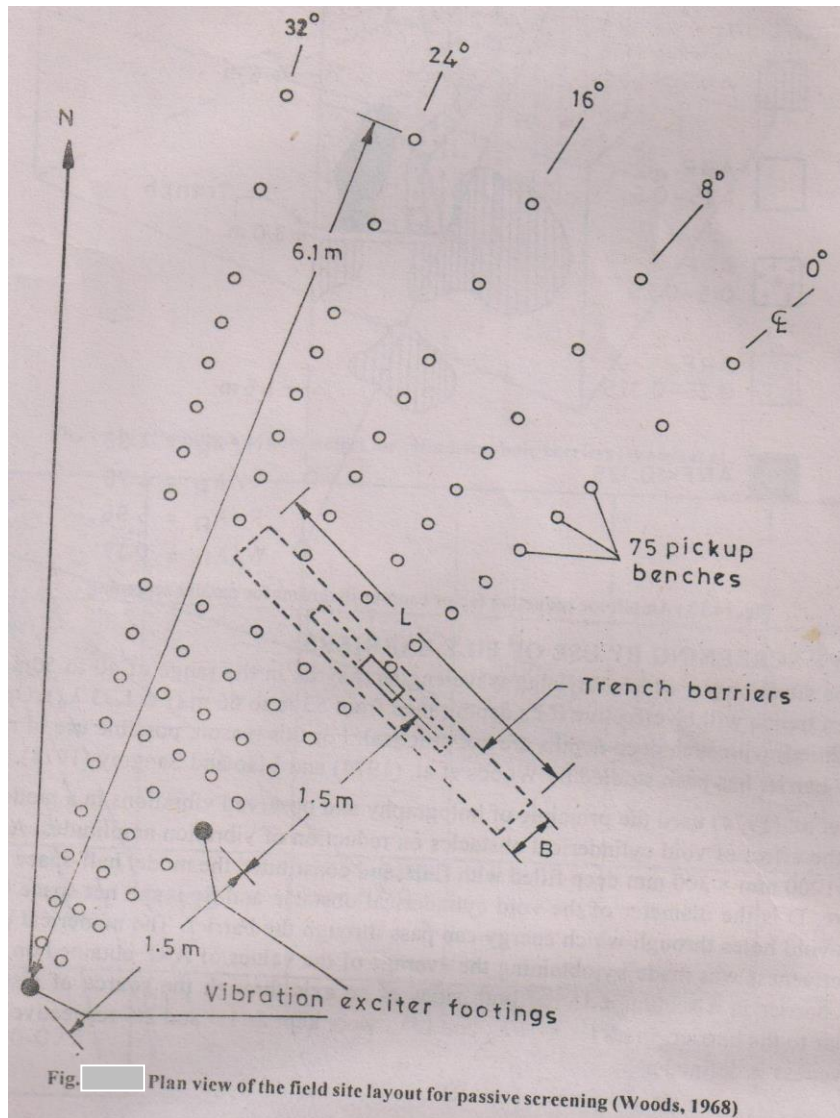 32°
24°
16°
8°
0°
℄
N
6.1 m
75 pickup
benches
L
Trench barriers
1.5 m
B
1.5 m
Vibration exciter footings
Fig. Plan view of the field site layout for passive screening (Woods, 1968)